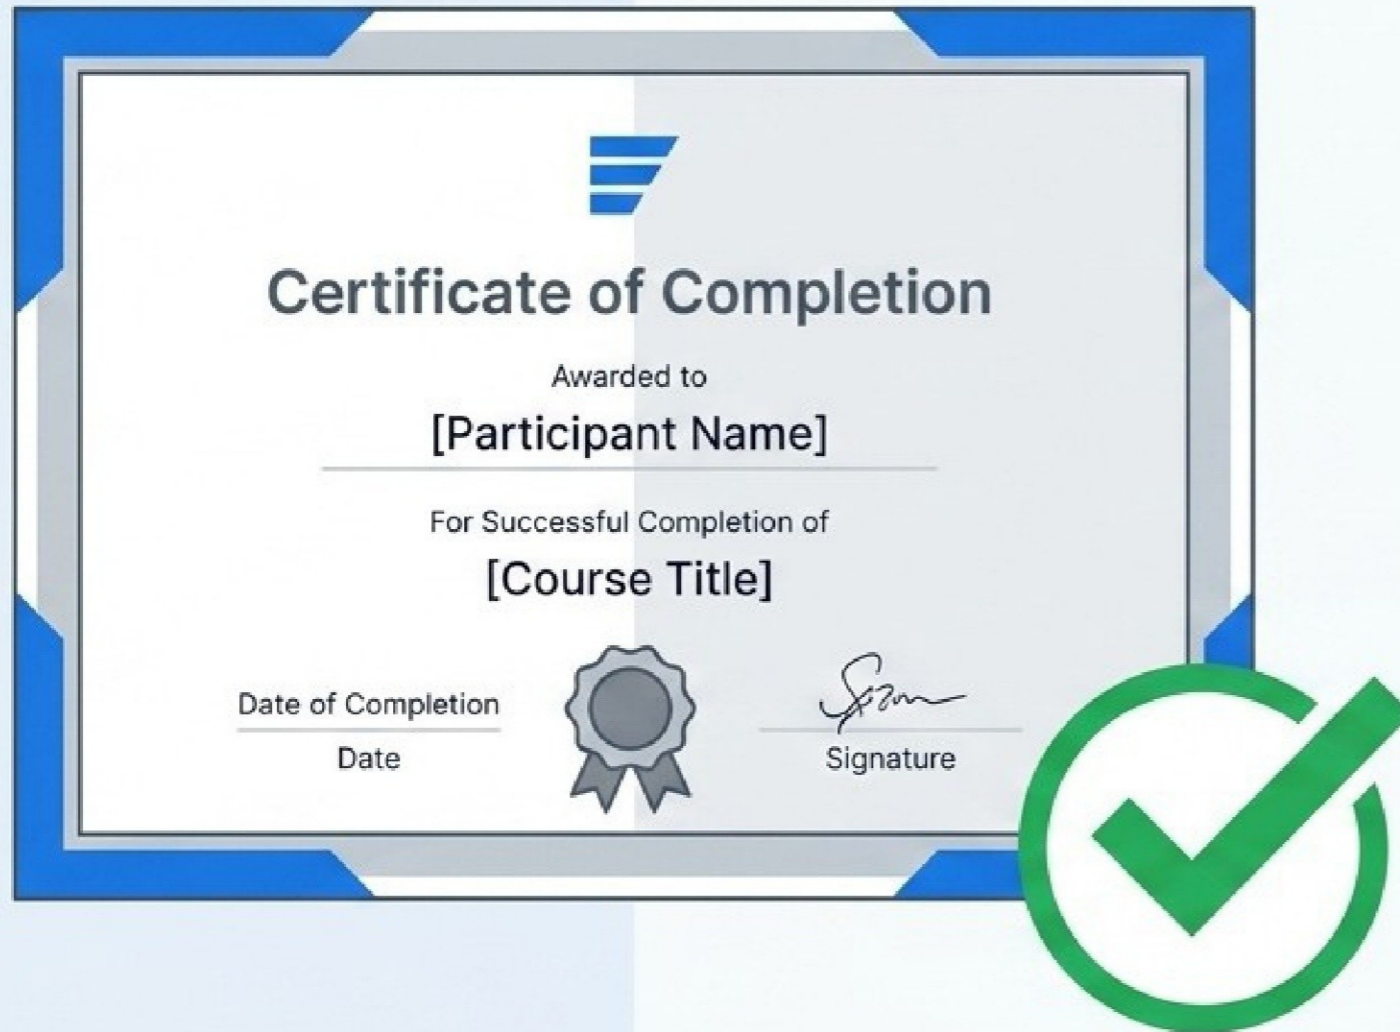 Certificate of Completion
Awarded to
[Participant Name]
For Successful Completion of
[Course Title]
Date of Completion
Date
Signature